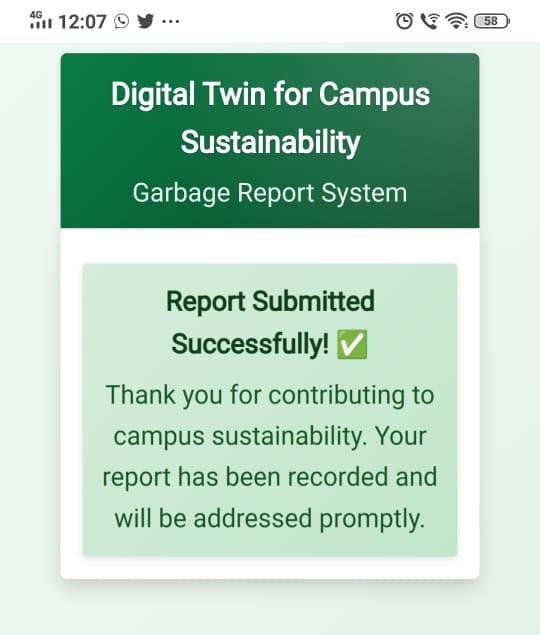 4G 12:07 ...
58
Digital Twin for Campus
Sustainability
Garbage Report System
Report Submitted
Successfully! ✅
Thank you for contributing to
campus sustainability. Your
report has been recorded and
will be addressed promptly.